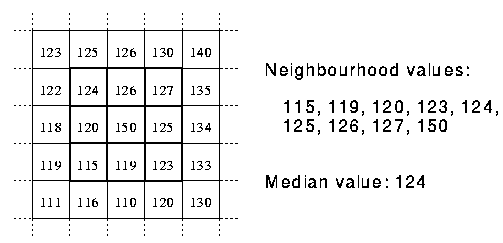 123 125 126 130 140
122 124 126 127 135
118 120 150 125 134
119 115 119 123 133
111 116 110 120 130
Neighbourhood values:
115, 119, 120, 123, 124,
125, 126, 127, 150
Median value: 124